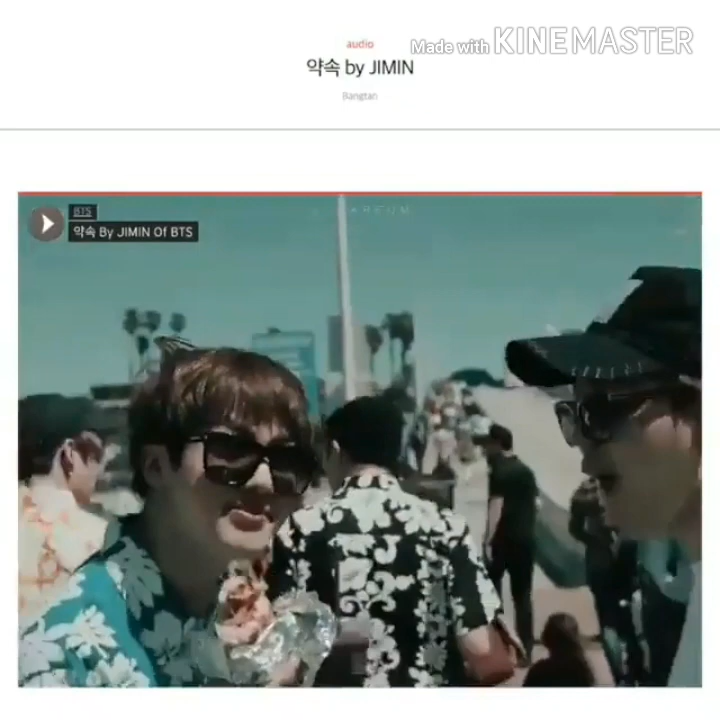 audio
Made with KINEMASTER
약속 by JIMIN
Bangtan
BTS
약속 By JIMIN Of BTS